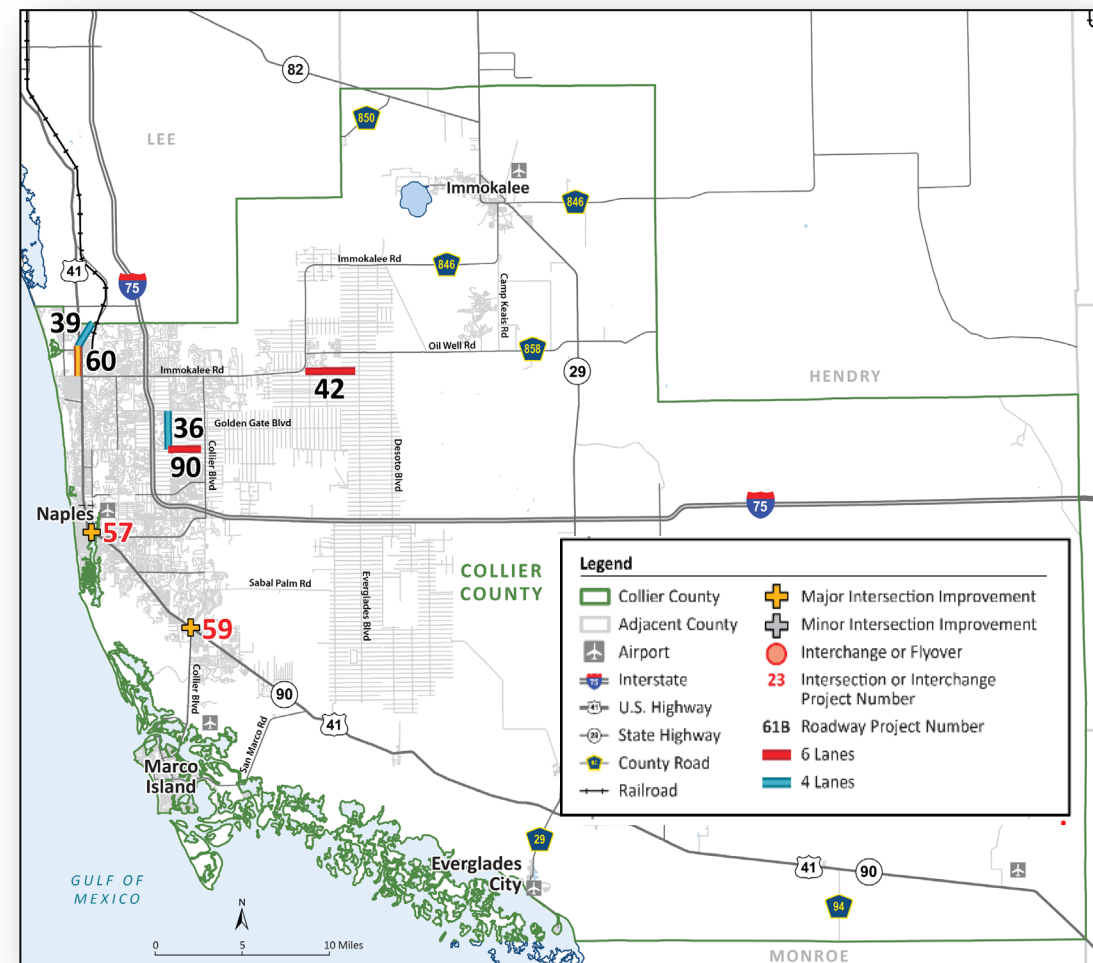 82
850
LEE
Immokalee
846
41
75
Immokalee Rd
846
Camp Keais Rd
39
60
Oil Well Rd
858
29
Immokalee Rd
42
HENDRY
36
Golden Gate Blvd
90
Collier Blvd
Desoto Blvd
75
Naples
57
COLLIER
COUNTY
Sabal Palm Rd
Everglades Blvd
59
Collier Blvd
90
41
San Marco Rd
Marco
Island
29
Everglades
City
41
90
94
GULF OF
MEXICO
N
0 5 10 Miles
MONROE
Legend
Collier County
Adjacent County
Airport
75 Interstate
41 U.S. Highway
29 State Highway
County Road
Railroad
Major Intersection Improvement
Minor Intersection Improvement
Interchange or Flyover
23 Intersection or Interchange
Project Number
61B Roadway Project Number
6 Lanes
4 Lanes